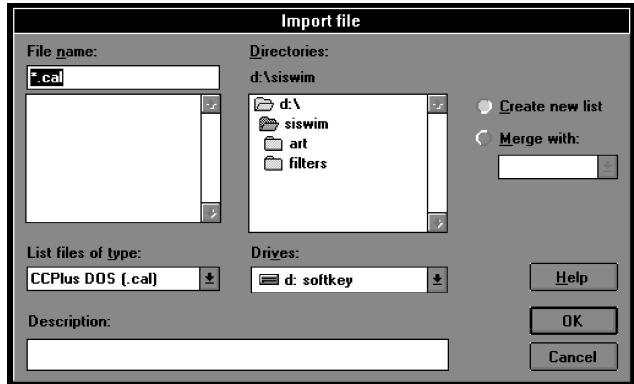 Import file
File name:
*.cal
Directories:
d:\siswim
d:\
siswim
art
filters
Create new list
Merge with:
List files of type:
CCPlus DOS (.cal)
Drives:
d: softkey
Description:
Help
OK
Cancel